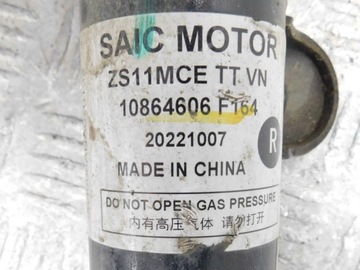 SAIC MOTOR
ZS11MCE TT VN
10864606 F164
20221007
R
MADE IN CHINA
DO NOT OPEN GAS PRESSURE
内有高压气体 请勿打开